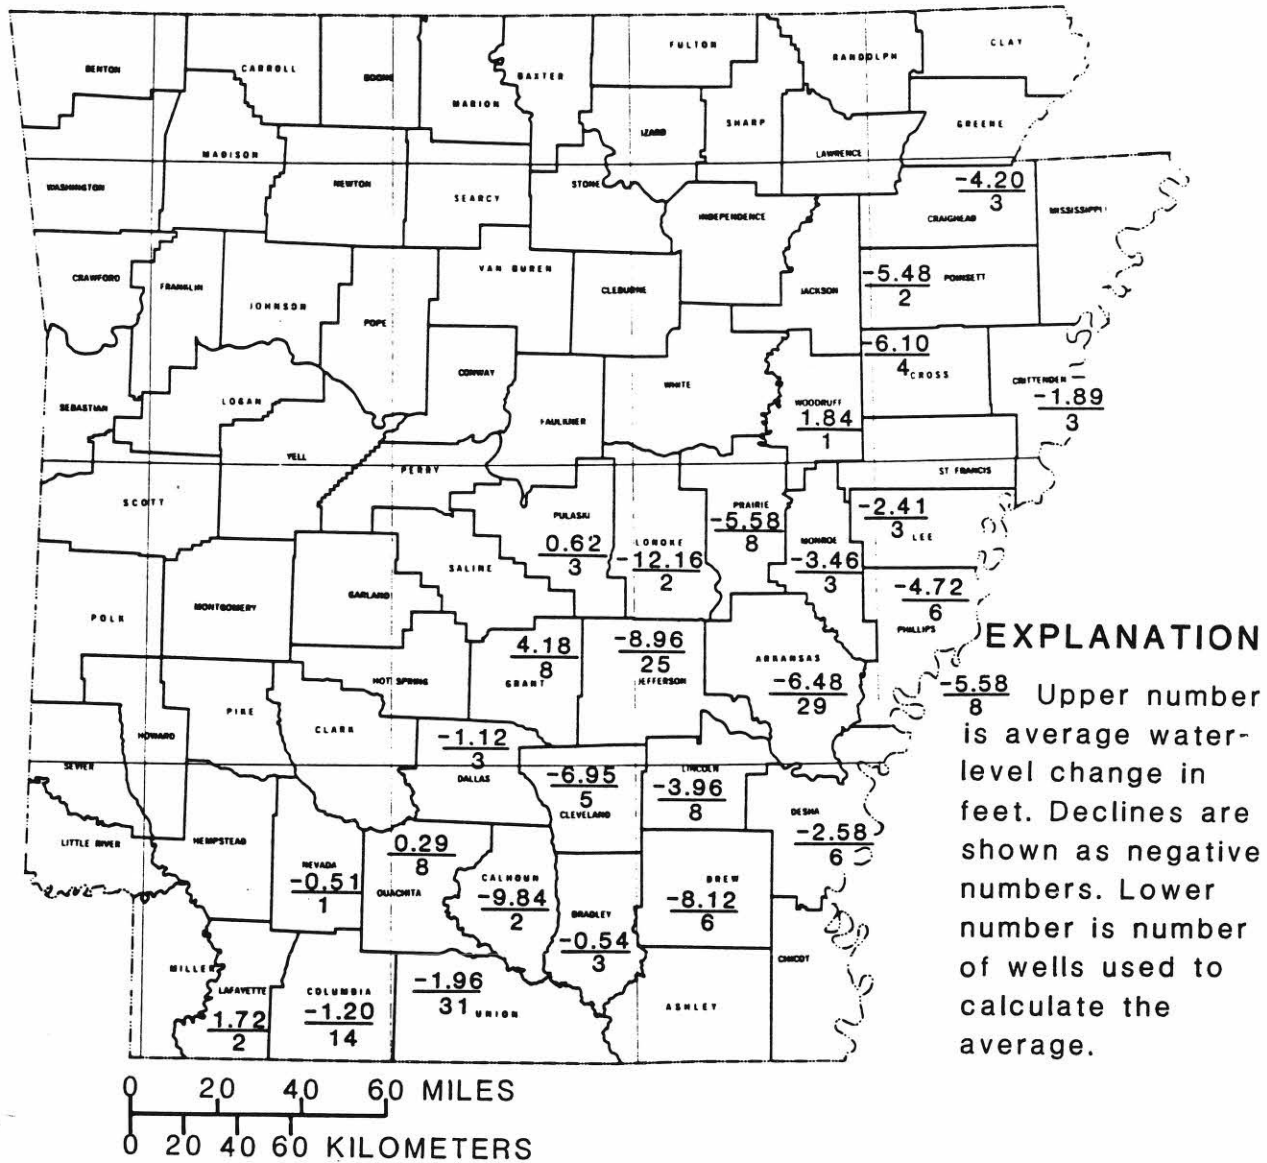 BENTON
CARROLL
BOONE
MARION
BAXTER
FULTON
RANDOLPH
CLAY
IZARD
SHARP
GREENE
LAWRENCE
WASHINGTON
MADISON
NEWTON
SEARCY
STONE
INDEPENDENCE
-4.20
3
CRAIGHEAD
MISSISSIPPI
CRAWFORD
FRANKLIN
JOHNSON
POPE
VAN BUREN
CLEBURNE
JACKSON
-5.48
2
POINSETT
SEBASTIAN
LOGAN
CONWAY
WHITE
-6.10
4
CROSS
CRITTENDEN
-1.89
3
WOODRUFF
1.84
1
FAULKNER
YELL
PERRY
ST FRANCIS
SCOTT
PULASKI
0.62
3
LONOKE
-12.16
2
PRAIRIE
-5.58
8
MONROE
-3.46
3
-2.41
3
LEE
SALINE
GARLAND
MONTGOMERY
POLK
-4.72
6
PHILLIPS
HOT SPRING
4.18
8
GRANT
-8.96
25
JEFFERSON
ARKANSAS
-6.48
29
HOWARD
PIKE
CLARK
SEVIER
-1.12
3
DALLAS
-6.95
5
CLEVELAND
LINCOLN
-3.96
8
DESHA
-2.58
6
LITTLE RIVER
HEMPSTEAD
NEVADA
-0.51
1
0.29
8
OUACHITA
CALHOUN
-9.84
2
BRADLEY
-0.54
3
DREW
-8.12
6
CHICOT
MILLER
LAFAYETTE
1.72
2
COLUMBIA
-1.20
14
-1.96
31
UNION
ASHLEY
EXPLANATION
-5.58
8
Upper number
is average water-
level change in
feet. Declines are
shown as negative
numbers. Lower
number is number
of wells used to
calculate the
average.
0 20 40 60 MILES
0 20 40 60 KILOMETERS